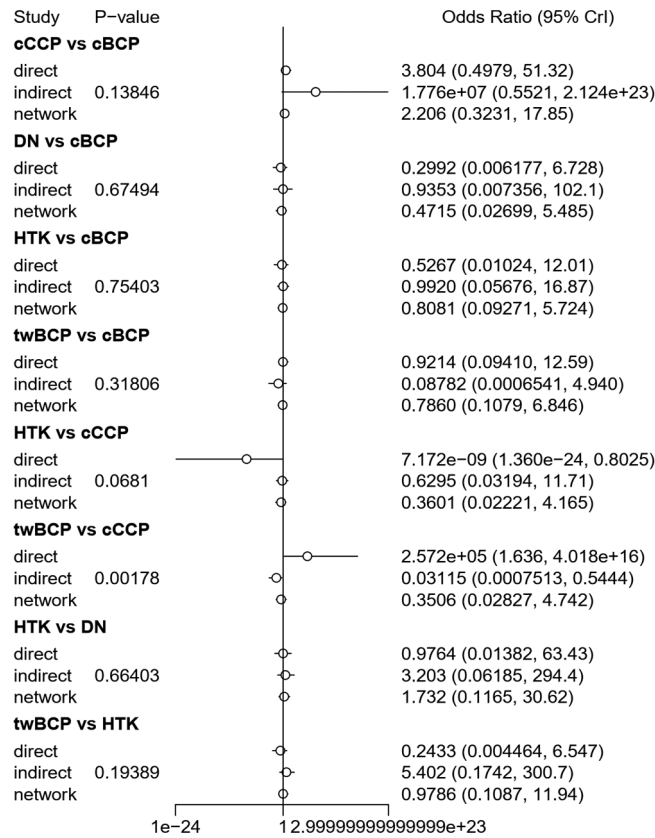 Study P−value Odds Ratio (95% CrI)
cCCP vs cBCP
direct 3.804 (0.4979, 51.32)
indirect 0.13846 1.776e+07 (0.5521, 2.124e+23)
network 2.206 (0.3231, 17.85)
DN vs cBCP
direct 0.2992 (0.006177, 6.728)
indirect 0.67494 0.9353 (0.007356, 102.1)
network 0.4715 (0.02699, 5.485)
HTK vs cBCP
direct 0.5267 (0.01024, 12.01)
indirect 0.75403 0.9920 (0.05676, 16.87)
network 0.8081 (0.09271, 5.724)
twBCP vs cBCP
direct 0.9214 (0.09410, 12.59)
indirect 0.31806 0.08782 (0.0006541, 4.940)
network 0.7860 (0.1079, 6.846)
HTK vs cCCP
direct 7.172e−09 (1.360e−24, 0.8025)
indirect 0.0681 0.6295 (0.03194, 11.71)
network 0.3601 (0.02221, 4.165)
twBCP vs cCCP
direct 2.572e+05 (1.636, 4.018e+16)
indirect 0.00178 0.03115 (0.0007513, 0.5444)
network 0.3506 (0.02827, 4.742)
HTK vs DN
direct 0.9764 (0.01382, 63.43)
indirect 0.66403 3.203 (0.06185, 294.4)
network 1.732 (0.1165, 30.62)
twBCP vs HTK
direct 0.2433 (0.004464, 6.547)
indirect 0.19389 5.402 (0.1742, 300.7)
network 0.9786 (0.1087, 11.94)
1e−24 1 2.99999999999999e+23